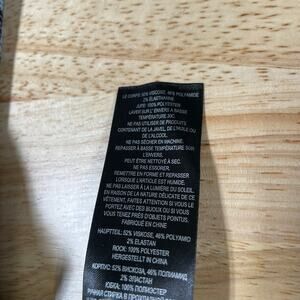 LE CORPS: 52% VISCOSE, 46% POLYAMIDE
2% ÉLASTHANNE
JUPE: 100% POLYESTER
LAVER SUR L' ENVERS A BASSE
TEMPÉRATURE 30C.
NE PAS UTILISER DE PRODUITS
CONTENANT DE LA JAVEL, DE L'HUILE OU
DE L'ALCOOL.
NE PAS SÉCHER EN MACHINE.
REPASSER À BASSE TEMPÉRATURE SUR
L'ENVERS.
PEUT ÊTRE NETTOYÉ À SEC.
NE PAS ESSORER.
REMETTRE EN FORME ET REPASSER
LORSQUE L'ARTICLE EST HUMIDE.
NE PAS LAISSER À LA LUMIÈRE DU SOLEIL.
EN RAISON DE LA NATURE DÉLICATE DE CE
VÊTEMENT, FAITES ATTENTION SI VOUS LE
PORTEZ AVEC DES BIJOUX OU SI VOUS
VOUS TENEZ PRÈS D'OBJETS POINTUS.
FABRIQUÉ EN CHINE
HAUPTTEIL: 52% VISKOSE, 46% POLYAMID
2% ELASTAN
ROCK: 100% POLYESTER
HERGESTELLT IN CHINA
КОРПУС: 52% ВИСКОЗА, 46% ПОЛИАМИД
2% ЭЛАСТАН
ЮБКА: 100% ПОЛИЭСТЕР
РУЧНАЯ СТИРКА В ПРОХЛАДНОЙ